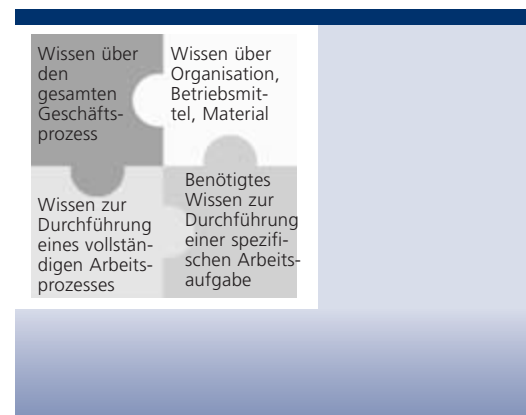 Wissen über
den
gesamten
Geschäfts-
prozess
Wissen über
Organisation,
Betriebsmit-
tel, Material
Wissen zur
Durchführung
eines vollstän-
digen Arbeits-
prozesses
Benötigtes
Wissen zur
Durchführung
einer spezifi-
schen Arbeits-
aufgabe